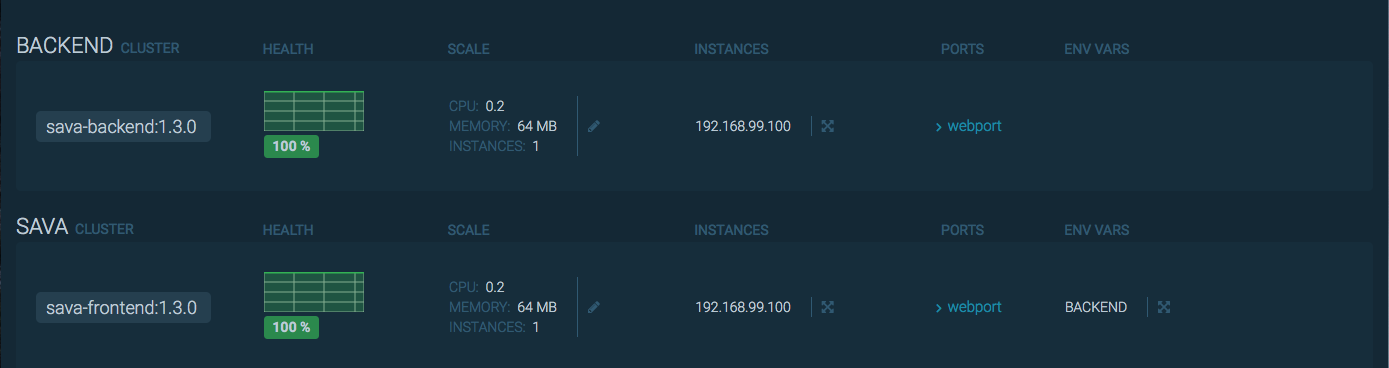 BACKEND CLUSTER HEALTH SCALE INSTANCES PORTS ENV VARS
sava-backend:1.3.0
100 %
CPU: 0.2
MEMORY: 64 MB
INSTANCES: 1
192.168.99.100
webport
SAVA CLUSTER HEALTH SCALE INSTANCES PORTS ENV VARS
sava-frontend:1.3.0
100 %
CPU: 0.2
MEMORY: 64 MB
INSTANCES: 1
192.168.99.100
webport
BACKEND